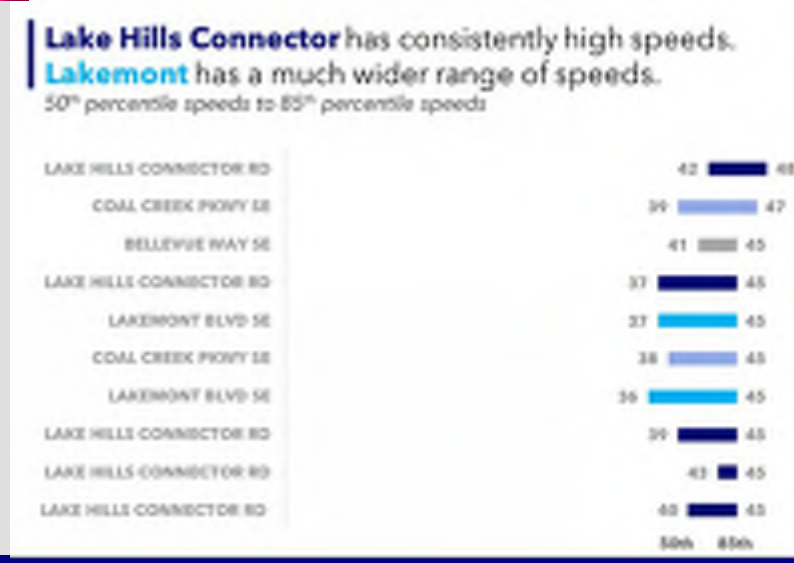 Lake Hills Connector has consistently high speeds.
Lakemont has a much wider range of speeds.
50th percentile speeds to 85th percentile speeds
LAKE HILLS CONNECTOR RD 42 48
COAL CREEK PKWY SE 39 47
BELLEVUE WAY SE 41 45
LAKE HILLS CONNECTOR RD 37 45
LAKEMONT BLVD SE 37 45
COAL CREEK PKWY SE 38 45
LAKEMONT BLVD SE 36 45
LAKE HILLS CONNECTOR RD 39 45
LAKE HILLS CONNECTOR RD 43 45
LAKE HILLS CONNECTOR RD 40 45
50th 85th